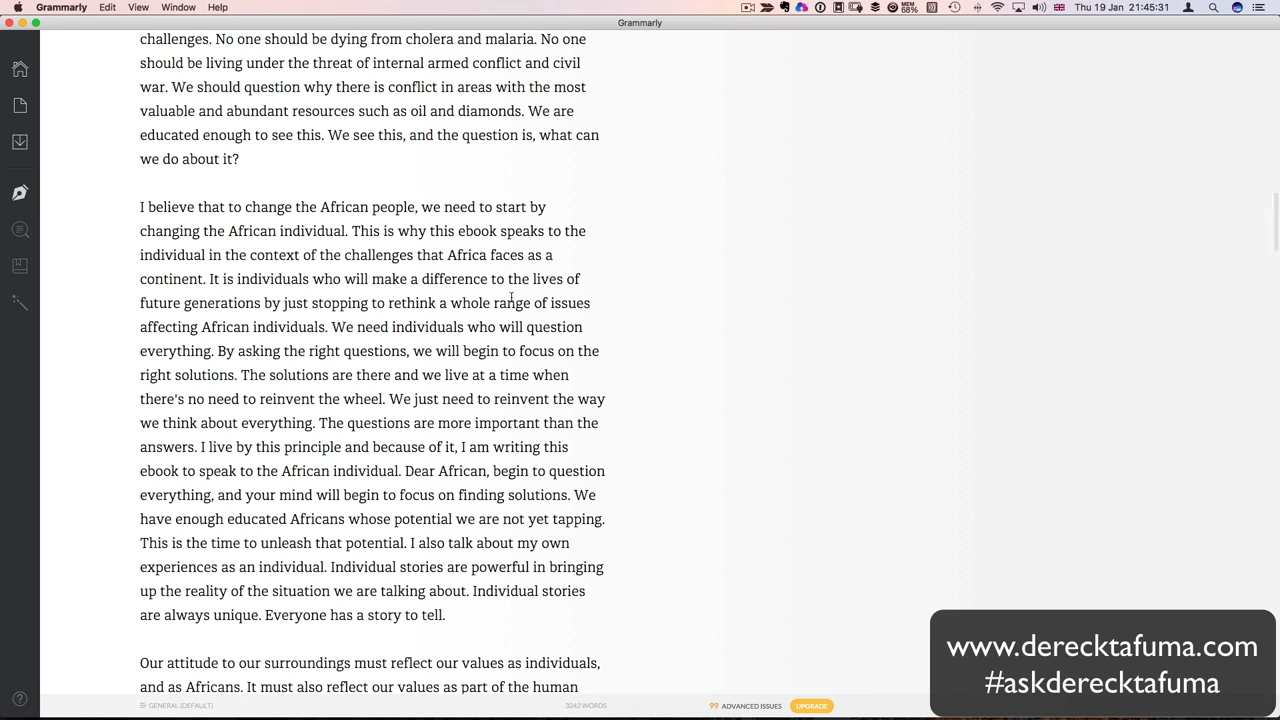 Grammarly Edit View Window Help MEM 68% Thu 19 Jan 21:45:31
Grammarly
challenges. No one should be dying from cholera and malaria. No one
should be living under the threat of internal armed conflict and civil
war. We should question why there is conflict in areas with the most
valuable and abundant resources such as oil and diamonds. We are
educated enough to see this. We see this, and the question is, what can
we do about it?
I believe that to change the African people, we need to start by
changing the African individual. This is why this ebook speaks to the
individual in the context of the challenges that Africa faces as a
continent. It is individuals who will make a difference to the lives of
future generations by just stopping to rethink a whole range of issues
affecting African individuals. We need individuals who will question
everything. By asking the right questions, we will begin to focus on the
right solutions. The solutions are there and we live at a time when
there's no need to reinvent the wheel. We just need to reinvent the way
we think about everything. The questions are more important than the
answers. I live by this principle and because of it, I am writing this
ebook to speak to the African individual. Dear African, begin to question
everything, and your mind will begin to focus on finding solutions. We
have enough educated Africans whose potential we are not yet tapping.
This is the time to unleash that potential. I also talk about my own
experiences as an individual. Individual stories are powerful in bringing
up the reality of the situation we are talking about. Individual stories
are always unique. Everyone has a story to tell.
Our attitude to our surroundings must reflect our values as individuals,
and as Africans. It must also reflect our values as part of the human
GENERAL (DEFAULT) 3242 WORDS 99 ADVANCED ISSUES UPGRADE
www.derecktafuma.com
#askderecktafuma